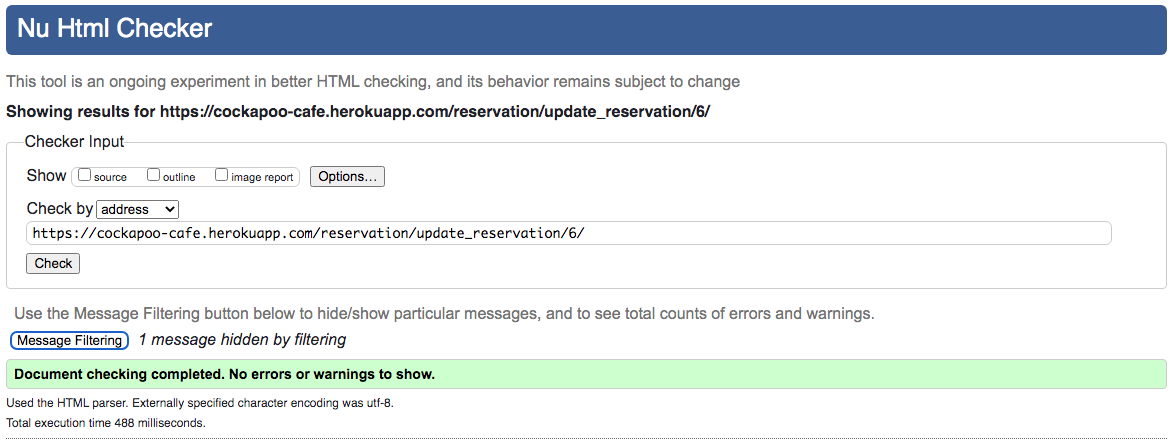 Nu Html Checker
This tool is an ongoing experiment in better HTML checking, and its behavior remains subject to change
Showing results for https://cockapoo-cafe.herokuapp.com/reservation/update_reservation/6/
Checker Input
Show source outline image report Options...
Check by address
https://cockapoo-cafe.herokuapp.com/reservation/update_reservation/6/
Check
Use the Message Filtering button below to hide/show particular messages, and to see total counts of errors and warnings.
Message Filtering 1 message hidden by filtering
Document checking completed. No errors or warnings to show.
Used the HTML parser. Externally specified character encoding was utf-8.
Total execution time 488 milliseconds.